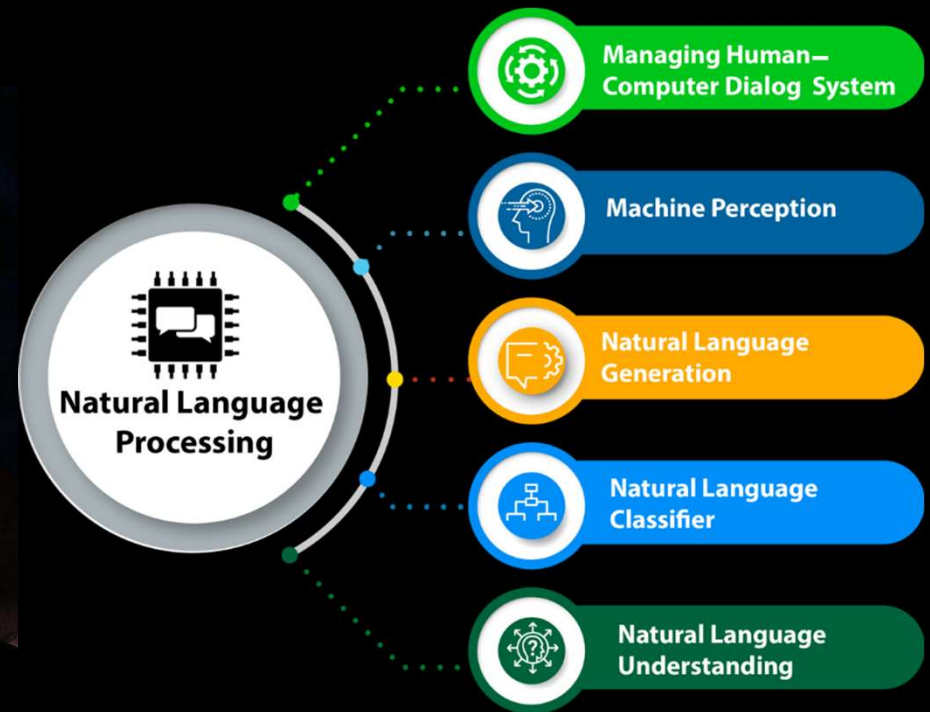 Natural Language
Processing
Managing Human–
Computer Dialog System
Machine Perception
Natural Language
Generation
Natural Language
Classifier
Natural Language
Understanding